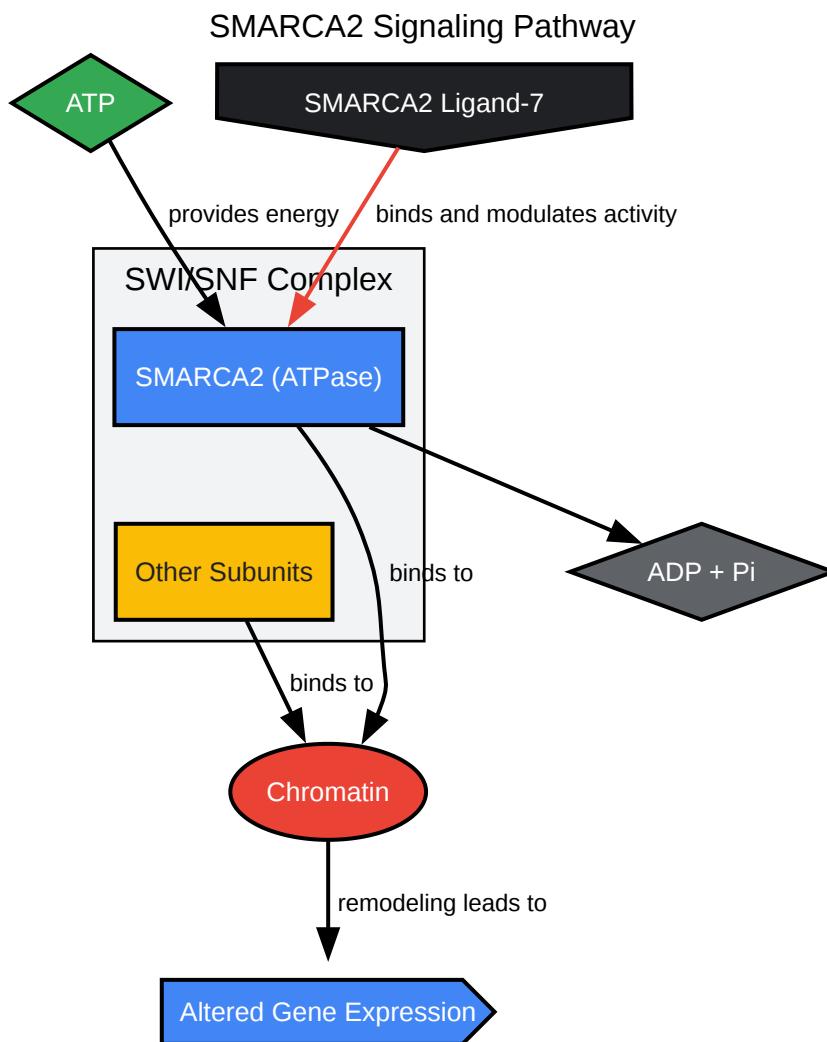 SMARCA2 Signaling Pathway
ATP
SMARCA2 Ligand-7
provides energy
binds and modulates activity
SWI/SNF Complex
SMARCA2 (ATPase)
Other Subunits
binds to
ADP + Pi
binds to
Chromatin
remodeling leads to
Altered Gene Expression